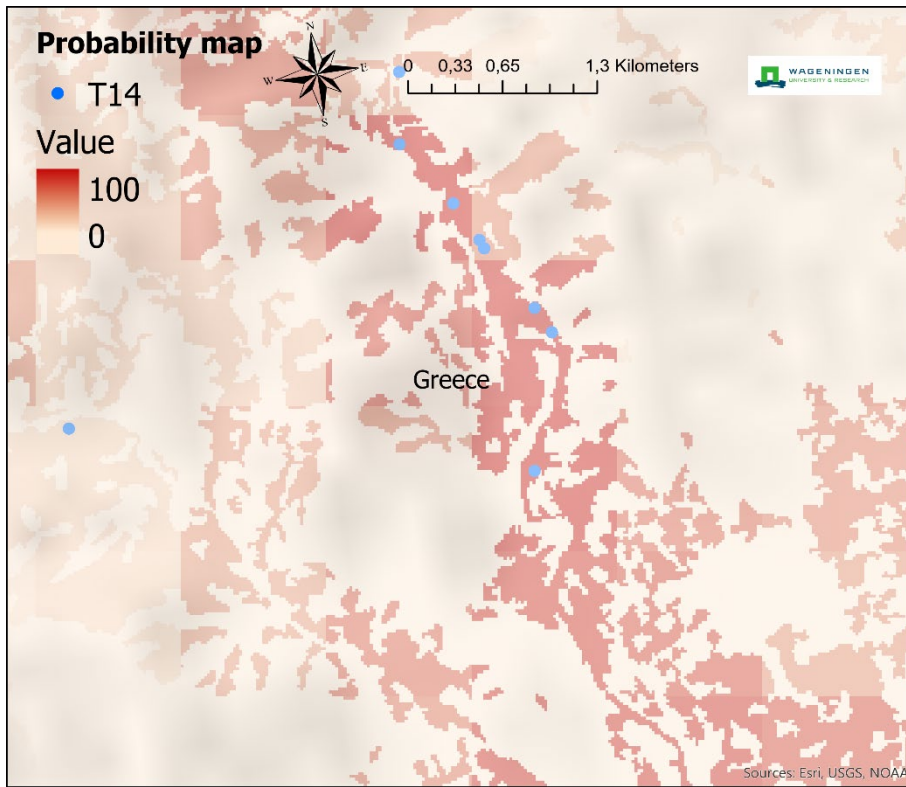 Probability map
T14
Value
100
0
N
W
E
S
0 0,33 0,65 1,3 Kilometers
WAGENINGEN
UNIVERSITY & RESEARCH
Greece
Sources: Esri, USGS, NOAA